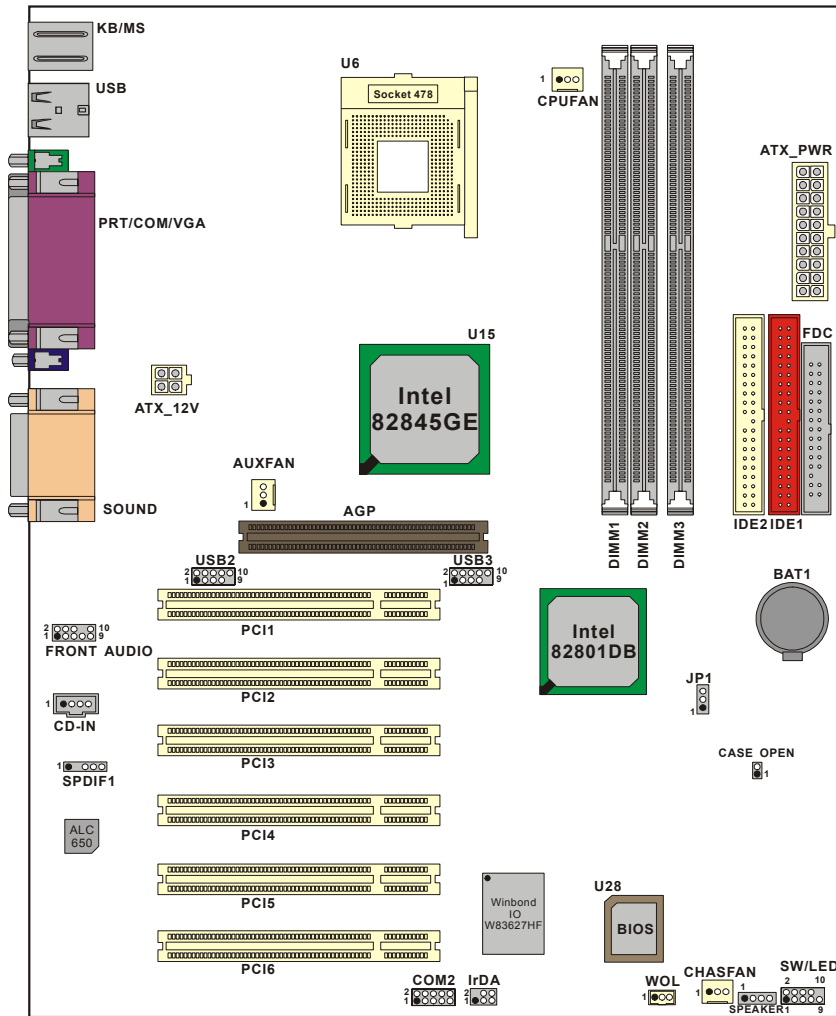 KB/MS
USB
U6
Socket 478
1
CPUFAN
ATX_PWR
PRT/COM/VGA
U15
FDC
Intel
82845GE
ATX_12V
AUXFAN
1
SOUND
AGP
IDE2
IDE1
DIMM1
DIMM2
DIMM3
USB2
2
1
10
9
USB3
2
1
10
9
BAT1
PCI1
2
1
10
9
FRONT AUDIO
Intel
82801DB
PCI2
JP1
1
1
CD-IN
PCI3
CASE OPEN
1
1
SPDIF1
PCI4
ALC
650
PCI5
U28
Winbond
IO
W83627HF
BIOS
PCI6
COM2
2
1
IrDA
2
1
WOL
1
CHASFAN
1
1
SPEAKER
SW/LED
2
10
1
9